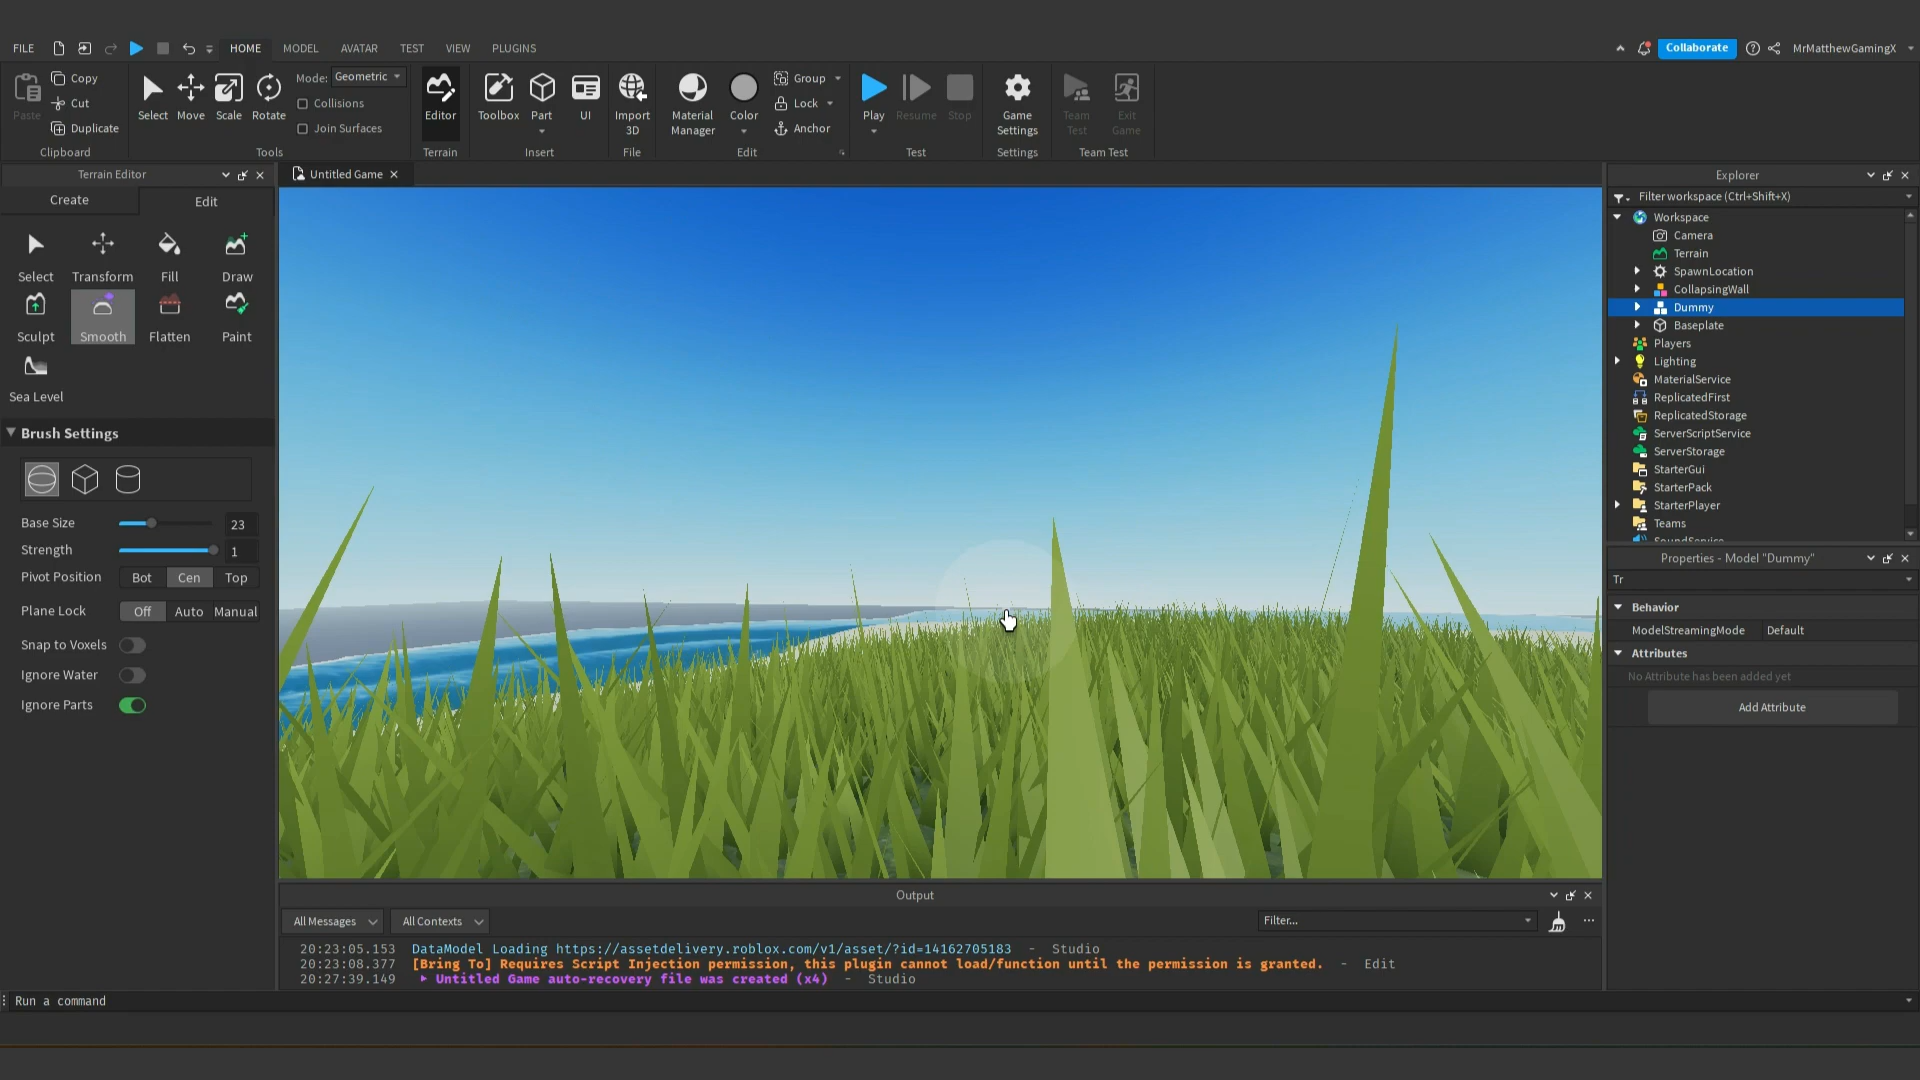 FILE HOME MODEL AVATAR TEST VIEW PLUGINS Collaborate MrMatthewGamingX
Paste Copy Cut Duplicate Clipboard
Select Move Scale Rotate Mode: Geometric Collisions Join Surfaces Tools
Editor Terrain
Toolbox Part UI Insert
Import 3D File
Material Manager Color Group Lock Anchor Edit
Play Resume Stop Test
Game Settings Settings
Team Test Exit Game Team Test
Terrain Editor
Create Edit
Select Transform Fill Draw
Sculpt Smooth Flatten Paint
Sea Level
Brush Settings
Base Size 23
Strength 1
Pivot Position Bot Cen Top
Plane Lock Off Auto Manual
Snap to Voxels
Ignore Water
Ignore Parts
Untitled Game
Explorer
Filter workspace (Ctrl+Shift+X)
Workspace
Camera
Terrain
SpawnLocation
CollapsingWall
Dummy
Baseplate
Players
Lighting
MaterialService
ReplicatedFirst
ReplicatedStorage
ServerScriptService
ServerStorage
StarterGui
StarterPack
StarterPlayer
Teams
SoundService
Properties - Model "Dummy"
Tr
Behavior
ModelStreamingMode Default
Attributes
No Attribute has been added yet
Add Attribute
Output
All Messages All Contexts Filter...
20:23:05.153 DataModel Loading https://assetdelivery.roblox.com/v1/asset/?id=14162705183 - Studio
20:23:08.377 [Bring To] Requires Script Injection permission, this plugin cannot load/function until the permission is granted. - Edit
20:27:39.149 Untitled Game auto-recovery file was created (x4) - Studio
Run a command